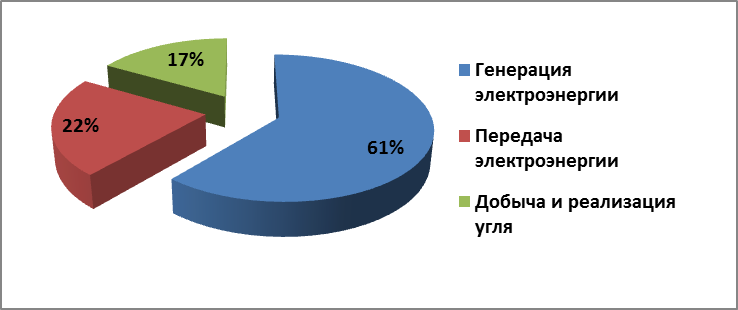 17%
22%
61%
Генерация
электроэнергии
Передача
электроэнергии
Добыча и реализация
угля